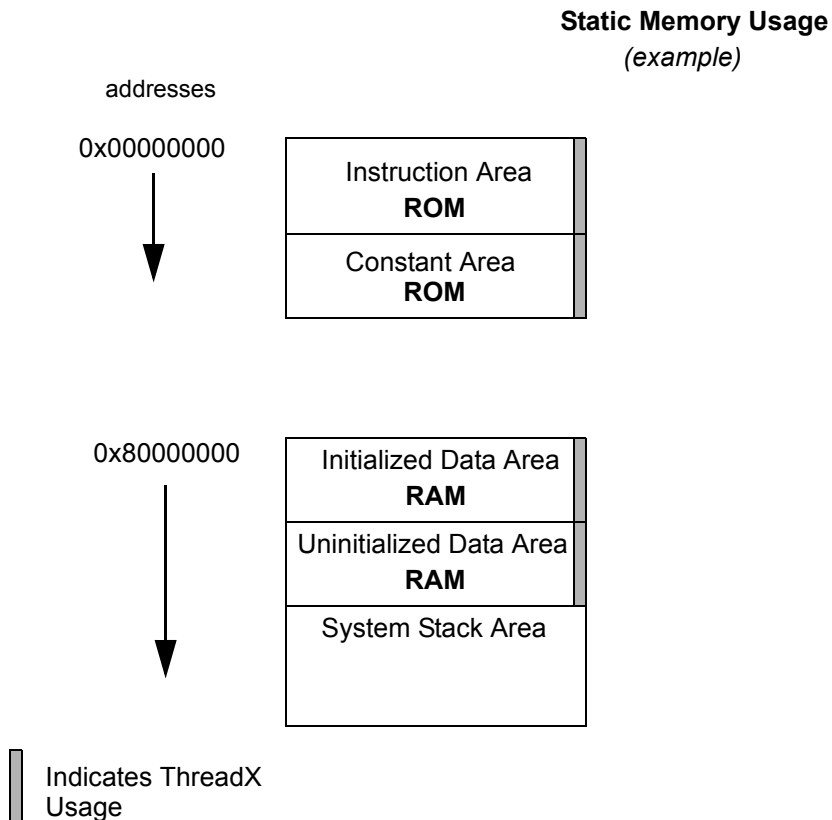 Static Memory Usage
(example)
addresses
0x00000000
Instruction Area
ROM
Constant Area
ROM
0x80000000
Initialized Data Area
RAM
Uninitialized Data Area
RAM
System Stack Area
Indicates ThreadX
Usage